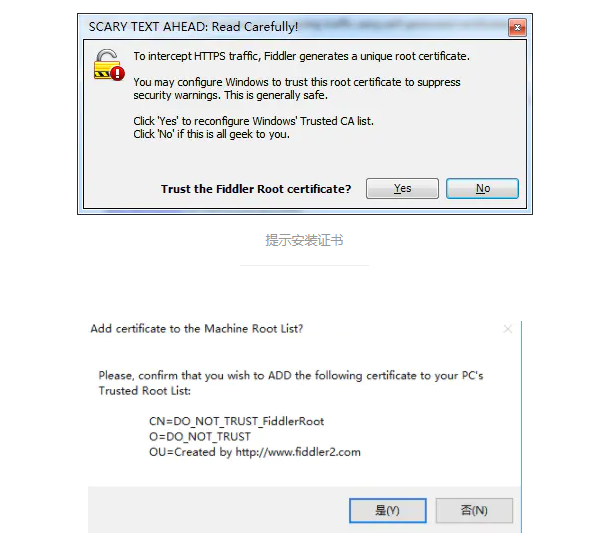 SCARY TEXT AHEAD: Read Carefully!
To intercept HTTPS traffic, Fiddler generates a unique root certificate.
You may configure Windows to trust this root certificate to suppress
security warnings. This is generally safe.
Click 'Yes' to reconfigure Windows' Trusted CA list.
Click 'No' if this is all geek to you.
Trust the Fiddler Root certificate?
Yes
No
提示安装证书
Add certificate to the Machine Root List?
Please, confirm that you wish to ADD the following certificate to your PC's
Trusted Root List:
CN=DO_NOT_TRUST_FiddlerRoot
O=DO_NOT_TRUST
OU=Created by http://www.fiddler2.com
是(Y)
否(N)